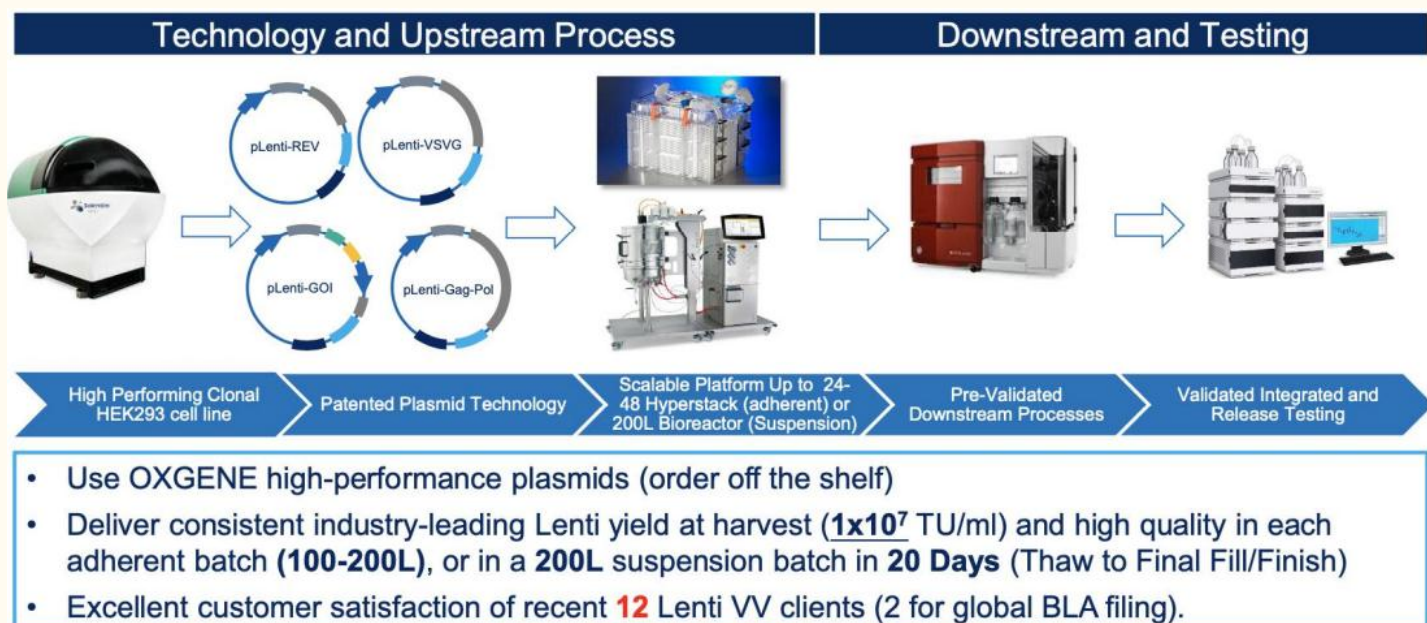 Technology and Upstream Process
Downstream and Testing
pLenti-REV
pLenti-VSVG
pLenti-GOI
pLenti-Gag-Pol
High Performing Clonal
HEK293 cell line
Patented Plasmid Technology
Scalable Platform Up to 24-
48 Hyperstack (adherent) or
200L Bioreactor (Suspension)
Pre-Validated
Downstream Processes
Validated Integrated and
Release Testing
• Use OXGENE high-performance plasmids (order off the shelf)
• Deliver consistent industry-leading Lenti yield at harvest (1x10⁷ TU/ml) and high quality in each
adherent batch (100-200L), or in a 200L suspension batch in 20 Days (Thaw to Final Fill/Finish)
• Excellent customer satisfaction of recent 12 Lenti VV clients (2 for global BLA filing).